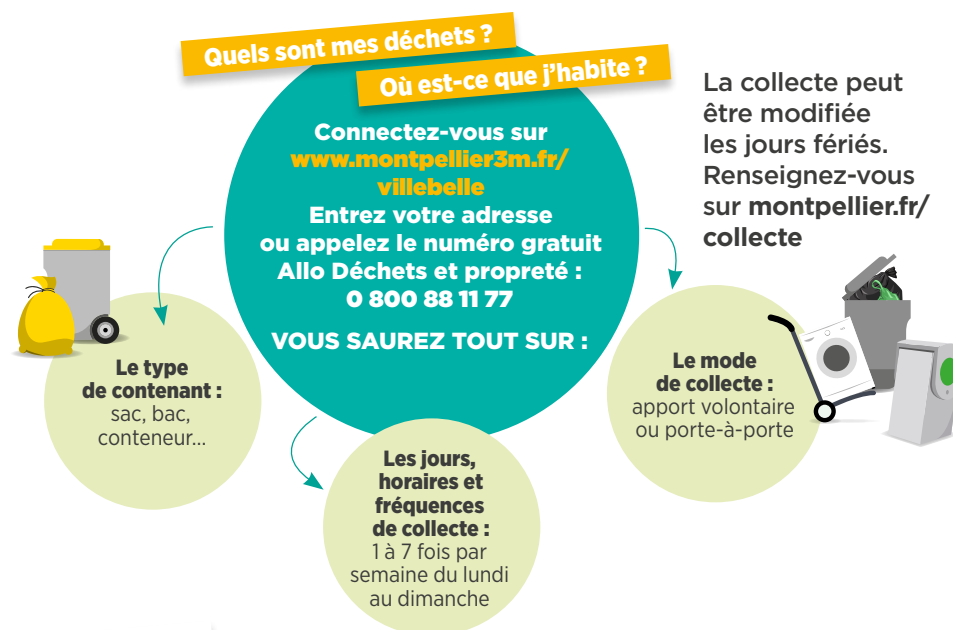 Quels sont mes déchets ?
Où est-ce que j'habite ?
Connectez-vous sur
www.montpellier3m.fr/
villebelle
Entrez votre adresse
ou appelez le numéro gratuit
Allo Déchets et propreté :
0 800 88 11 77
VOUS SAUREZ TOUT SUR :
La collecte peut
être modifiée
les jours fériés.
Renseignez-vous
sur montpellier.fr/
collecte
Le type
de contenant :
sac, bac,
conteneur...
Les jours,
horaires et
fréquences
de collecte :
1 à 7 fois par
semaine du lundi
au dimanche
Le mode
de collecte :
apport volontaire
ou porte-à-porte